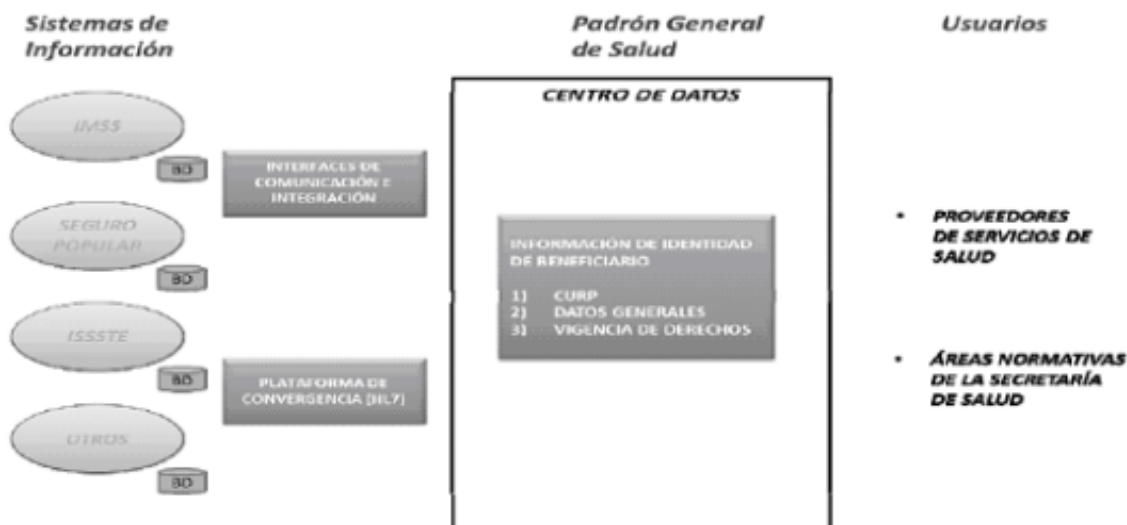 Sistemas de
Información
Padrón General
de Salud
Usuarios
CENTRO DE DATOS
IMSS
BD
SEGURO
POPULAR
BD
ISSSTE
BD
OTROS
BD
INTERFACES DE
COMUNICACIÓN E
INTEGRACIÓN
PLATAFORMA DE
CONVERGENCIA [HL7]
INFORMACIÓN DE IDENTIDAD
DE BENEFICIARIO
1) CURP
2) DATOS GENERALES
3) VIGENCIA DE DERECHOS
• PROVEEDORES
DE SERVICIOS DE
SALUD
• ÁREAS NORMATIVAS
DE LA SECRETARÍA
DE SALUD